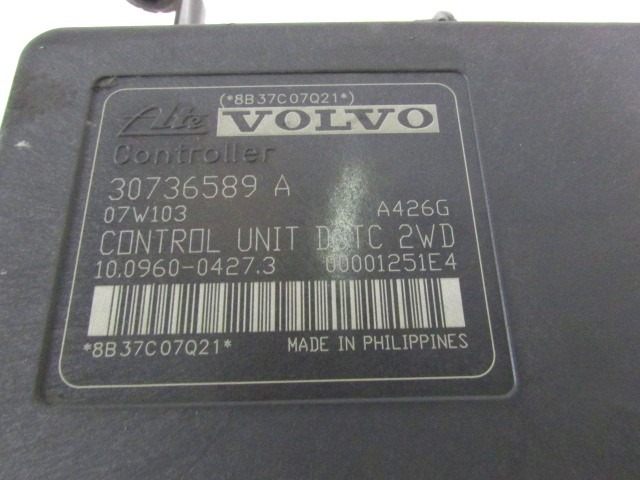 (*8B37C07Q21*)
Ate VOLVO
Controller
30736589 A
07W103 A426G
CONTROL UNIT DSTC 2WD
10.0960-0427.3 00001251E4
*8B37C07Q21* MADE IN PHILIPPINES